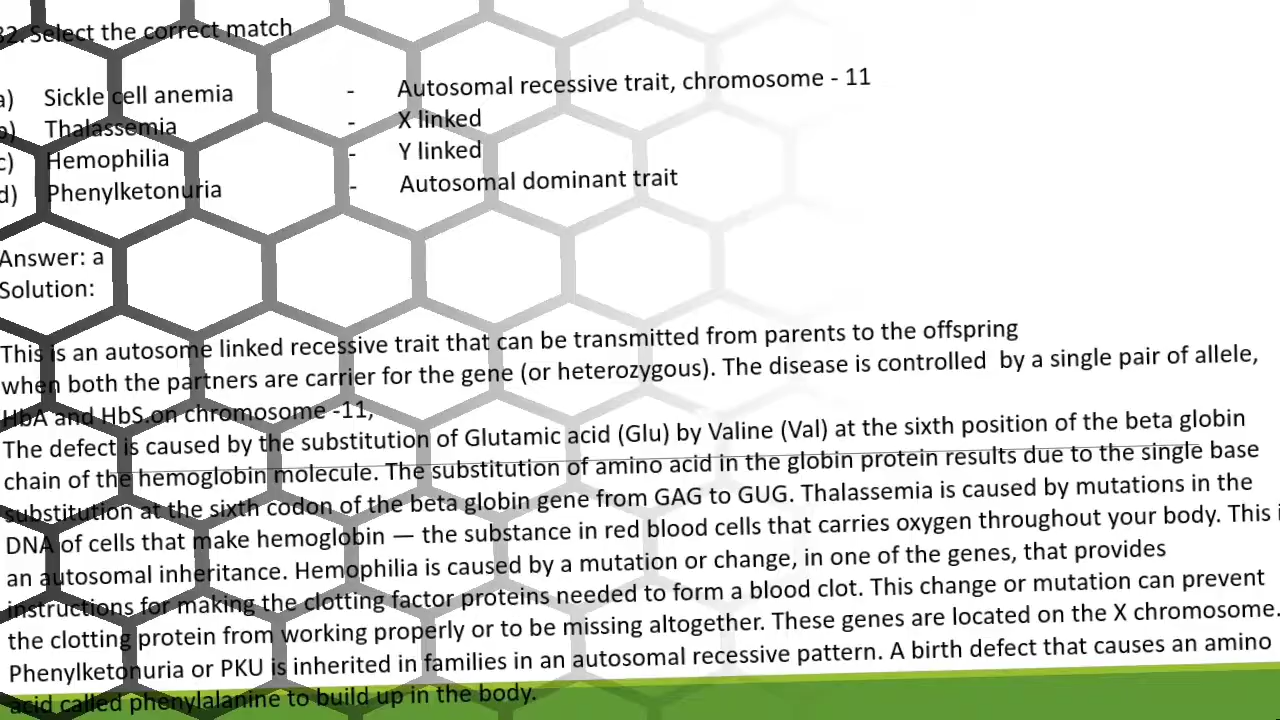 32. Select the correct match
a) Sickle cell anemia - Autosomal recessive trait, chromosome - 11
b) Thalassemia - X linked
c) Hemophilia - Y linked
d) Phenylketonuria - Autosomal dominant trait
Answer: a
Solution:
This is an autosome linked recessive trait that can be transmitted from parents to the offspring
when both the partners are carrier for the gene (or heterozygous). The disease is controlled by a single pair of allele,
HbA and HbS.on chromosome -11,
The defect is caused by the substitution of Glutamic acid (Glu) by Valine (Val) at the sixth position of the beta globin
chain of the hemoglobin molecule. The substitution of amino acid in the globin protein results due to the single base
substitution at the sixth codon of the beta globin gene from GAG to GUG. Thalassemia is caused by mutations in the
DNA of cells that make hemoglobin — the substance in red blood cells that carries oxygen throughout your body. This i
an autosomal inheritance. Hemophilia is caused by a mutation or change, in one of the genes, that provides
instructions for making the clotting factor proteins needed to form a blood clot. This change or mutation can prevent
the clotting protein from working properly or to be missing altogether. These genes are located on the X chromosome.
Phenylketonuria or PKU is inherited in families in an autosomal recessive pattern. A birth defect that causes an amino
acid called phenylalanine to build up in the body.